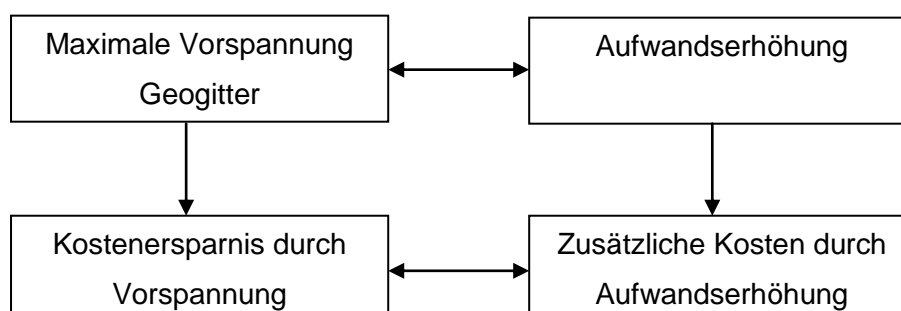 Maximale Vorspannung
Geogitter
Aufwandserhöhung
Kostenersparnis durch
Vorspannung
Zusätzliche Kosten durch
Aufwandserhöhung